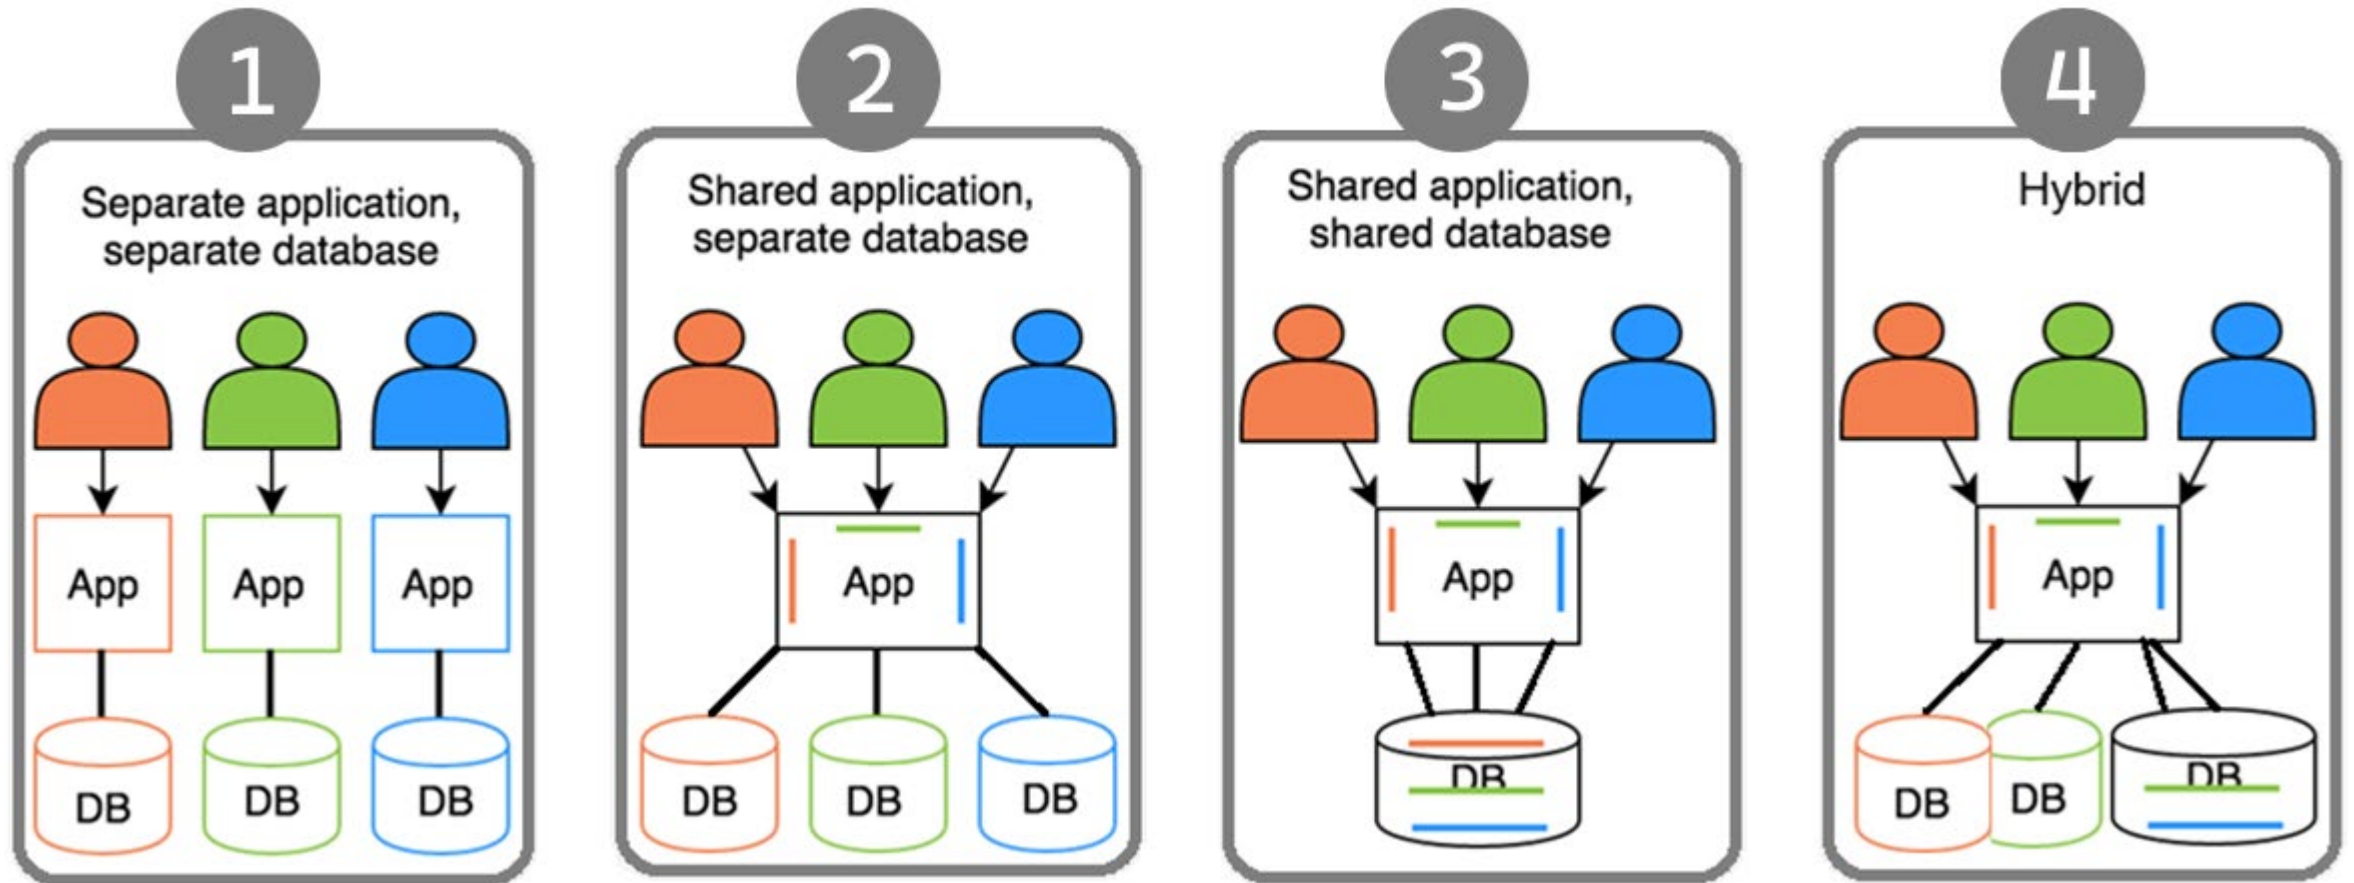 1
Separate application,
separate database
App
App
App
DB
DB
DB
2
Shared application,
separate database
App
DB
DB
DB
3
Shared application,
shared database
App
DB
4
Hybrid
App
DB
DB
DB